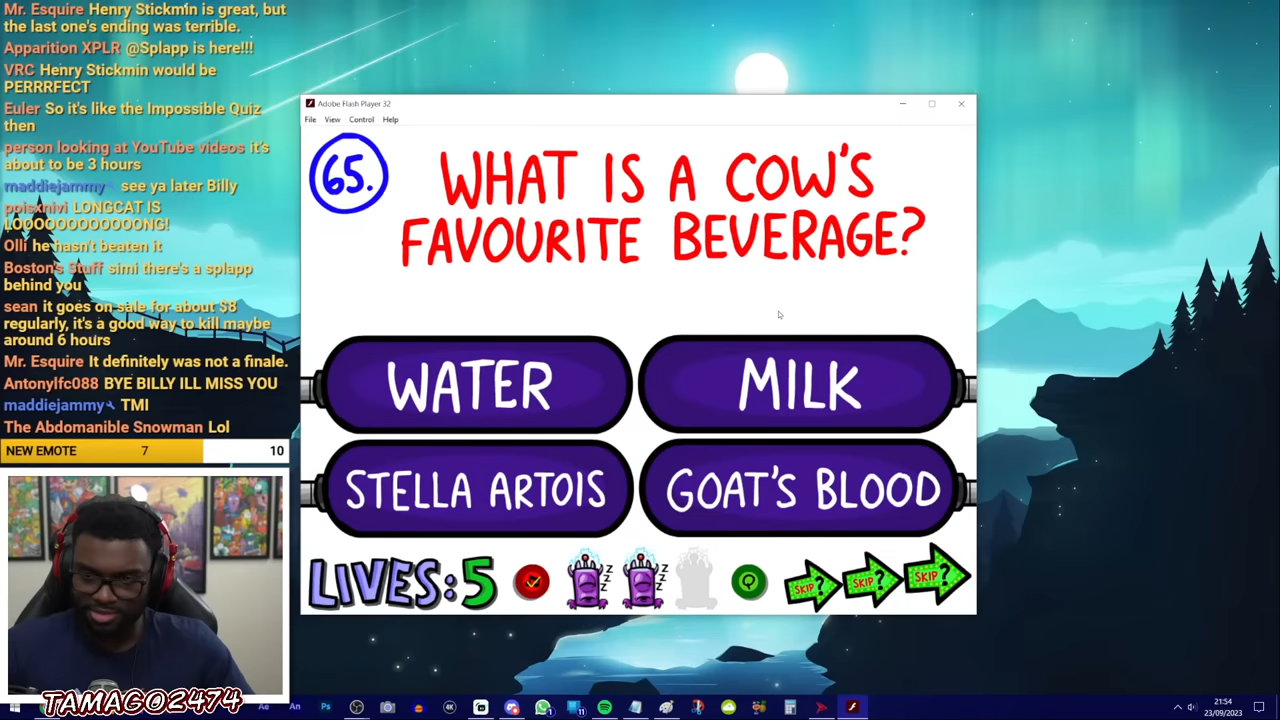 Mr. Esquire Henry Stickmin is great, but
the last one's ending was terrible.
Apparition XPLR @Splapp is here!!!
VRC Henry Stickmin would be
PERRRFECT
Euler So it's like the Impossible Quiz
then
person looking at YouTube videos it's
about to be 3 hours
maddiejammy see ya later Billy
poisxnivi LONGCAT IS
LOOOOOOOOOOONG!
Olli he hasn't beaten it
Boston's Stuff simi there's a splapp
behind you
sean it goes on sale for about $8
regularly, it's a good way to kill maybe
around 6 hours
Mr. Esquire It definitely was not a finale.
Antonylfc088 BYE BILLY ILL MISS YOU
maddiejammy TMI
The Abdomanible Snowman Lol
NEW EMOTE 7 10
Adobe Flash Player 32
File View Control Help
65.
WHAT IS A COW'S
FAVOURITE BEVERAGE?
WATER
MILK
STELLA ARTOIS
GOAT'S BLOOD
LIVES: 5
Z Z Z
Z Z Z
SKIP?
SKIP?
SKIP?
TAMAGO2474
Ae An Ps 4K 11
21:54
23/09/2023